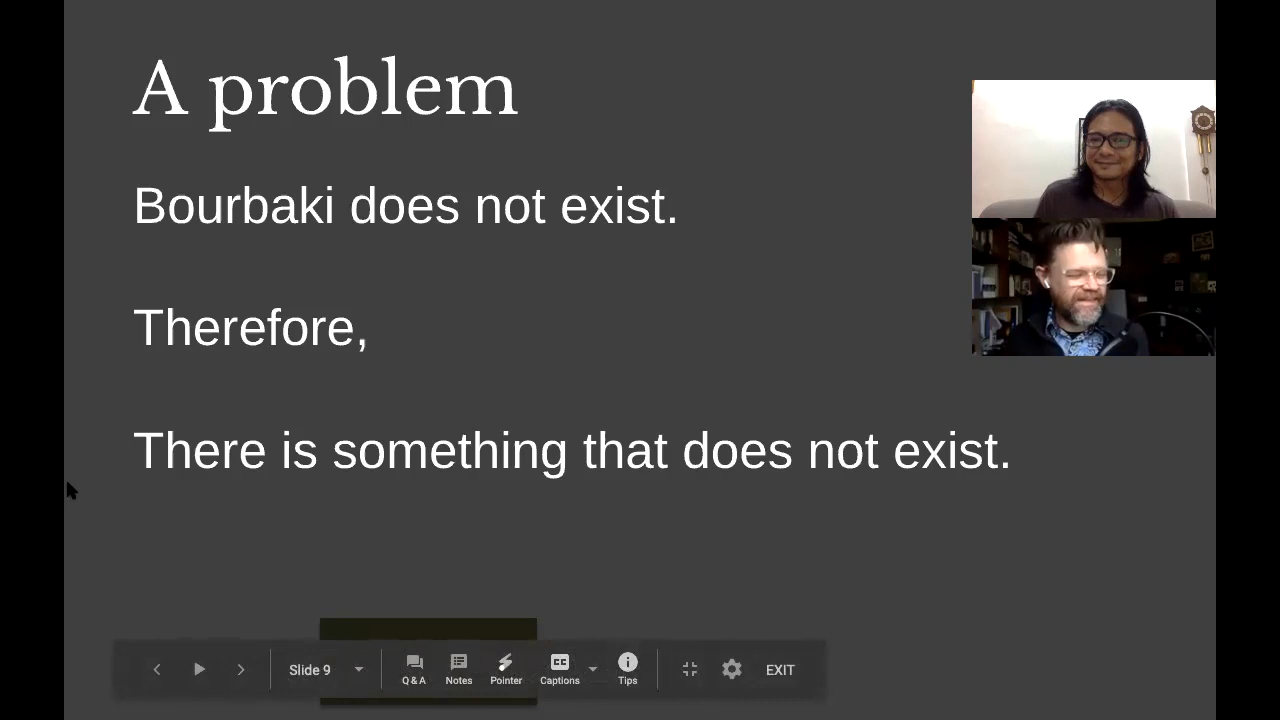 A problem
Bourbaki does not exist.
Therefore,
There is something that does not exist.
Slide 9
Q & A
Notes
Pointer
CC
Captions
Tips
EXIT